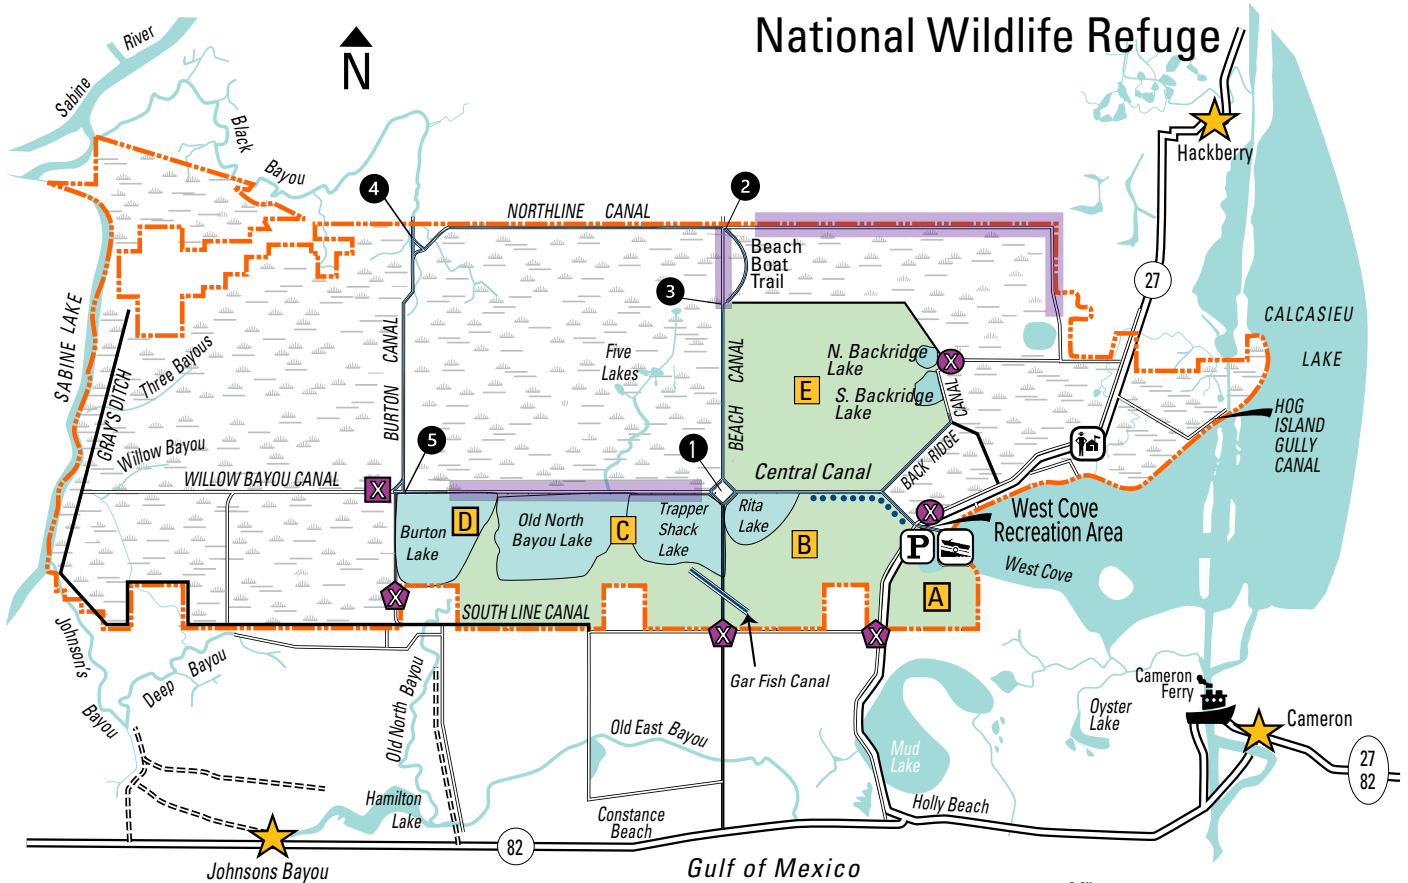 National Wildlife Refuge
River
Sabine
N
Black
Bayou
Hackberry
4
2
NORTHLINE CANAL
Beach
Boat
Trail
27
3
CALCASIEU
LAKE
SABINE LAKE
GRAY'S DITCH
Three Bayous
BURTON CANAL
Five
Lakes
BEACH CANAL
N. Backridge
Lake
S. Backridge
Lake
X
E
CANAL
BACK RIDGE
HOG
ISLAND
GULLY
CANAL
Willow Bayou
5
1
WILLOW BAYOU CANAL
X
Central Canal
Burton
Lake
D
Old North
Bayou Lake
C
Trapper
Shack
Lake
Rita
Lake
B
X
West Cove
Recreation Area
P
West Cove
A
X
SOUTH LINE CANAL
X
X
Johnson's
Bayou
Deep Bayou
Old North Bayou
Gar Fish Canal
Old East Bayou
Cameron
Ferry
Oyster
Lake
Cameron
Mud
Lake
27
82
Hamilton
Lake
Constance
Beach
Holly Beach
82
Johnsons Bayou
Gulf of Mexico